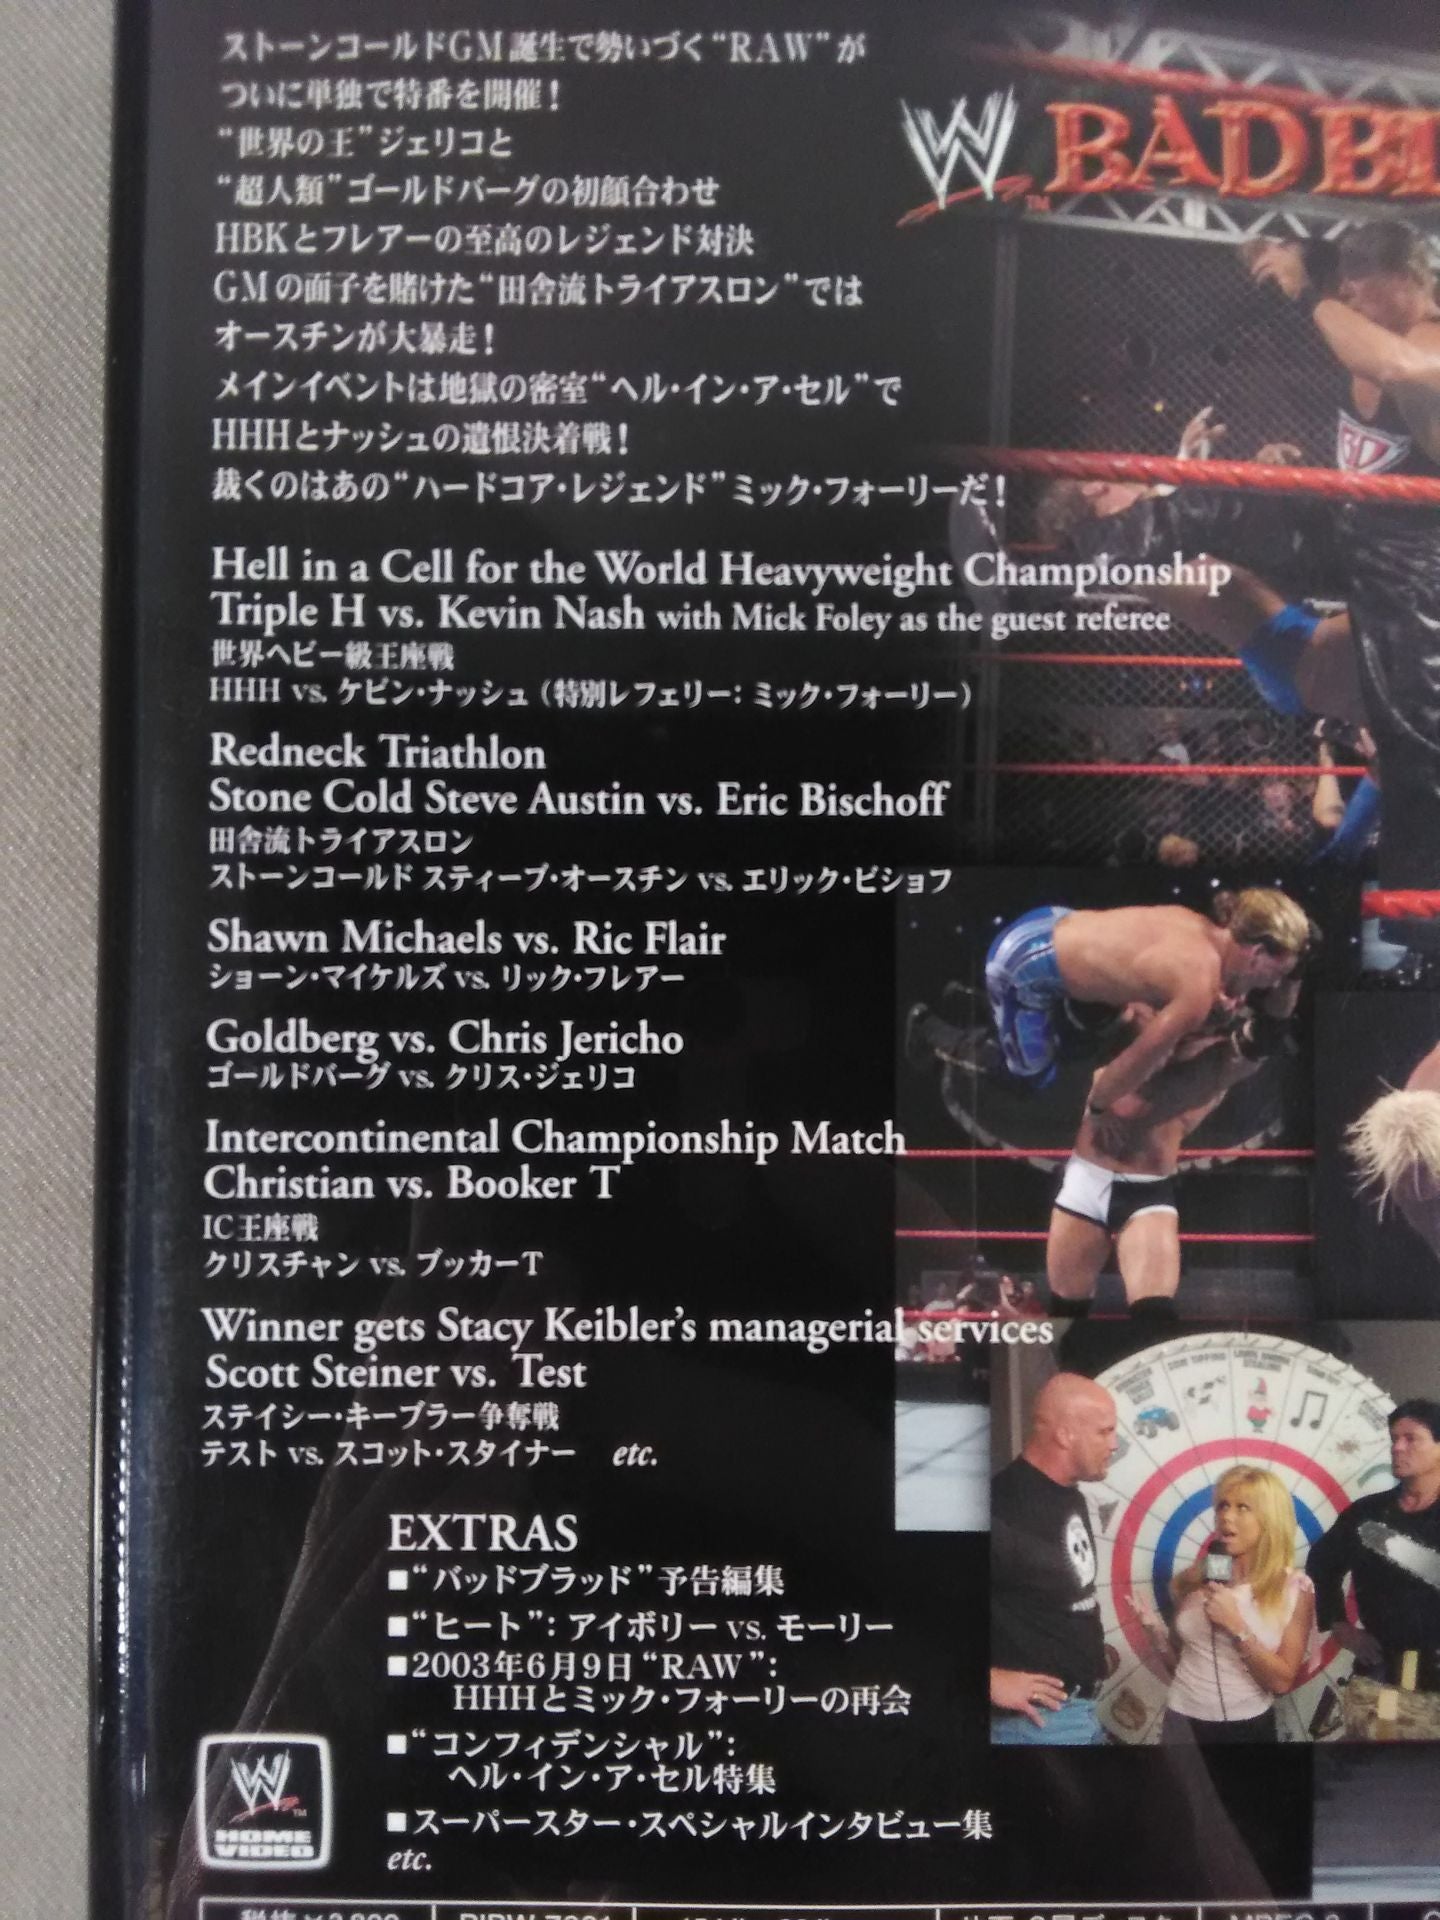 ストーンコールドGM誕生で勢いづく“RAW”が
ついに単独で特番を開催！
“世界の王”ジェリコと
“超人類”ゴールドバーグの初顔合わせ
HBKとフレアーの至高のレジェンド対決
GMの面子を賭けた“田舎流トライアスロン”では
オースチンが大暴走！
メインイベントは地獄の密室“ヘル・イン・ア・セル”で
HHHとナッシュの遺恨決着戦！
裁くのはあの“ハードコア・レジェンド”ミック・フォーリーだ！
W BAD BL
Hell in a Cell for the World Heavyweight Championship
Triple H vs. Kevin Nash with Mick Foley as the guest referee
世界ヘビー級王座戦
HHH vs. ケビン・ナッシュ（特別レフェリー：ミック・フォーリー）
Redneck Triathlon
Stone Cold Steve Austin vs. Eric Bischoff
田舎流トライアスロン
ストーンコールド スティーブ・オースチン vs. エリック・ビショフ
Shawn Michaels vs. Ric Flair
ショーン・マイケルズ vs. リック・フレアー
Goldberg vs. Chris Jericho
ゴールドバーグ vs. クリス・ジェリコ
Intercontinental Championship Match
Christian vs. Booker T
IC王座戦
クリスチャン vs. ブッカーT
Winner gets Stacy Keibler's managerial services
Scott Steiner vs. Test
ステイシー・キーブラー争奪戦
テスト vs. スコット・スタイナー etc.
EXTRAS
■“バッドブラッド”予告編集
■“ヒート”：アイボリー vs. モーリー
■2003年6月9日“RAW”：
HHHとミック・フォーリーの再会
■“コンフィデンシャル”：
ヘル・イン・ア・セル特集
■スーパースター・スペシャルインタビュー集
etc.
W TM
HOME
VIDEO